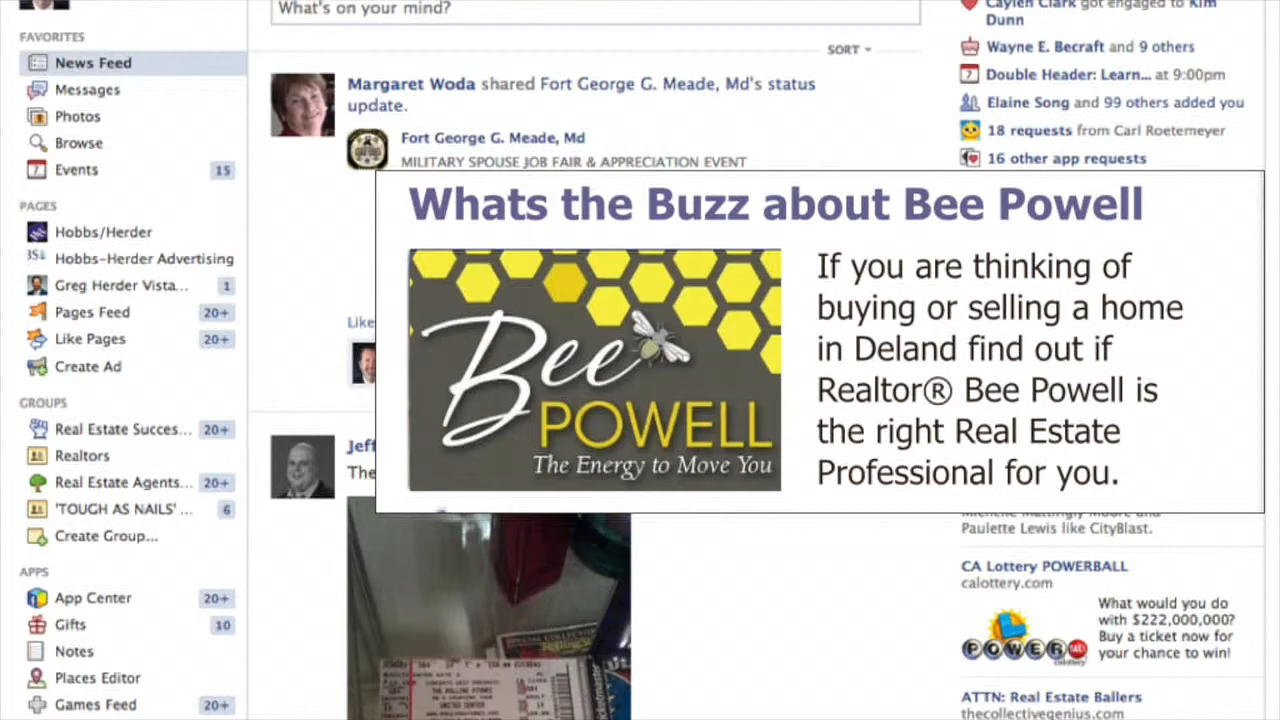 What's on your mind?
SORT
FAVORITES
News Feed
Messages
Photos
Browse
Events 15
PAGES
Hobbs/Herder
Hobbs-Herder Advertising
Greg Herder Vista... 1
Pages Feed 20+
Like Pages 20+
Create Ad
GROUPS
Real Estate Succes... 20+
Realtors
Real Estate Agents... 20+
'TOUGH AS NAILS' ... 6
Create Group...
APPS
App Center 20+
Gifts 10
Notes
Places Editor
Games Feed 20+
Margaret Woda shared Fort George G. Meade, Md's status
update.
Fort George G. Meade, Md
MILITARY SPOUSE JOB FAIR & APPRECIATION EVENT
Like
Jeff
The
Whats the Buzz about Bee Powell
Bee
POWELL
The Energy to Move You
If you are thinking of
buying or selling a home
in Deland find out if
Realtor® Bee Powell is
the right Real Estate
Professional for you.
THE ROLLING STONES
UNITED CENTER
Caylen Clark got engaged to Kim
Dunn
Wayne E. Becraft and 9 others
7 Double Header: Learn... at 9:00pm
Elaine Song and 99 others added you
18 requests from Carl Roetemeyer
16 other app requests
Paulette Lewis like CityBlast.
CA Lottery POWERBALL
calottery.com
POWER
What would you do
with $222,000,000?
Buy a ticket now for
your chance to win!
ATTN: Real Estate Ballers
thecollectivegenius.com